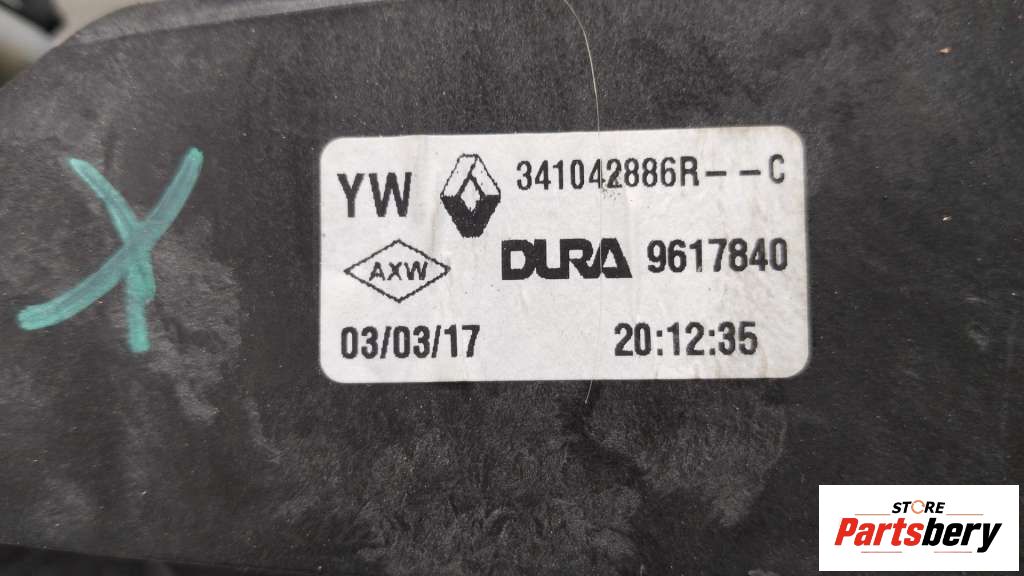 YW 341042886R--C
AXW DURA 9617840
03/03/17 20:12:35
STORE
Partsbery